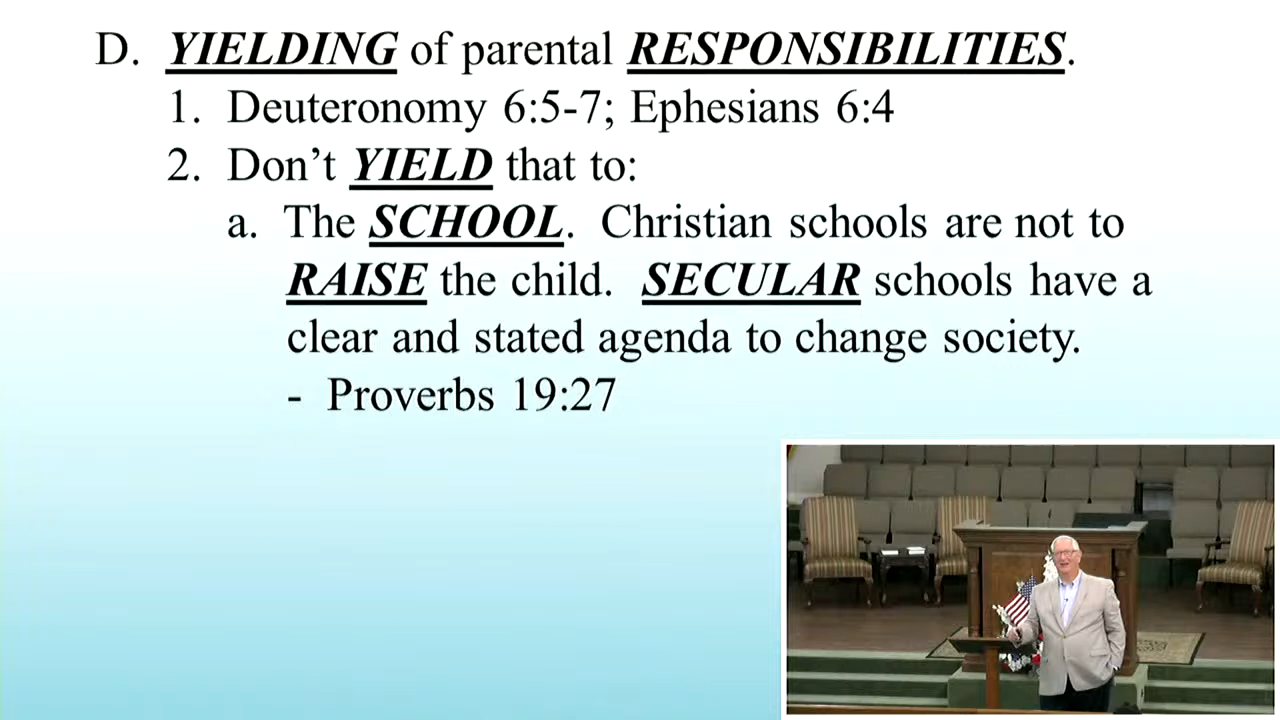 D. YIELDING of parental RESPONSIBILITIES.
1. Deuteronomy 6:5-7; Ephesians 6:4
2. Don’t YIELD that to:
a. The SCHOOL. Christian schools are not to
RAISE the child. SECULAR schools have a
clear and stated agenda to change society.
- Proverbs 19:27